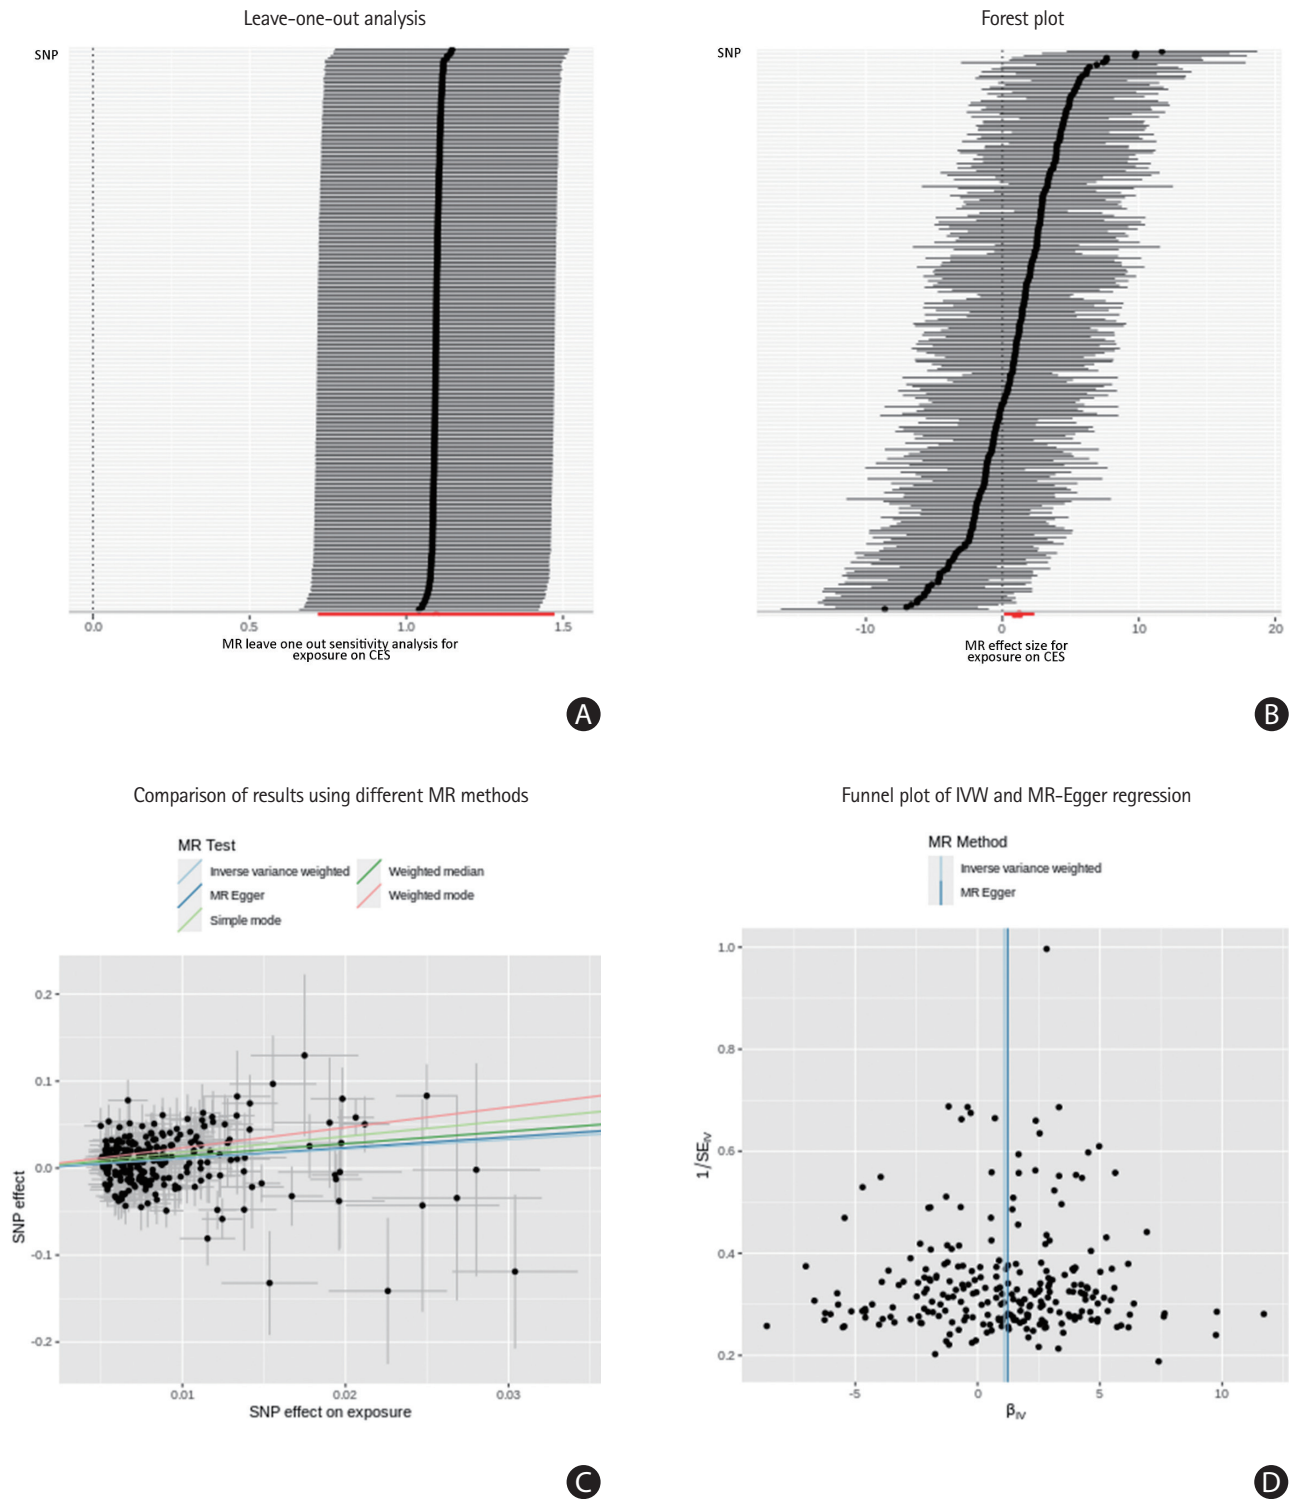 Leave-one-out analysis
SNP
0.0 0.5 1.0 1.5
MR leave one out sensitivity analysis for
exposure on CES
A
Forest plot
SNP
-10 0 10 20
MR effect size for
exposure on CES
B
Comparison of results using different MR methods
MR Test
Inverse variance weighted
MR Egger
Simple mode
Weighted median
Weighted mode
SNP effect
0.2
0.1
0.0
-0.1
-0.2
0.01 0.02 0.03
SNP effect on exposure
C
Funnel plot of IVW and MR-Egger regression
MR Method
Inverse variance weighted
MR Egger
1/SE_IV
1.0
0.8
0.6
0.4
0.2
-5 0 5 10
β_IV
D